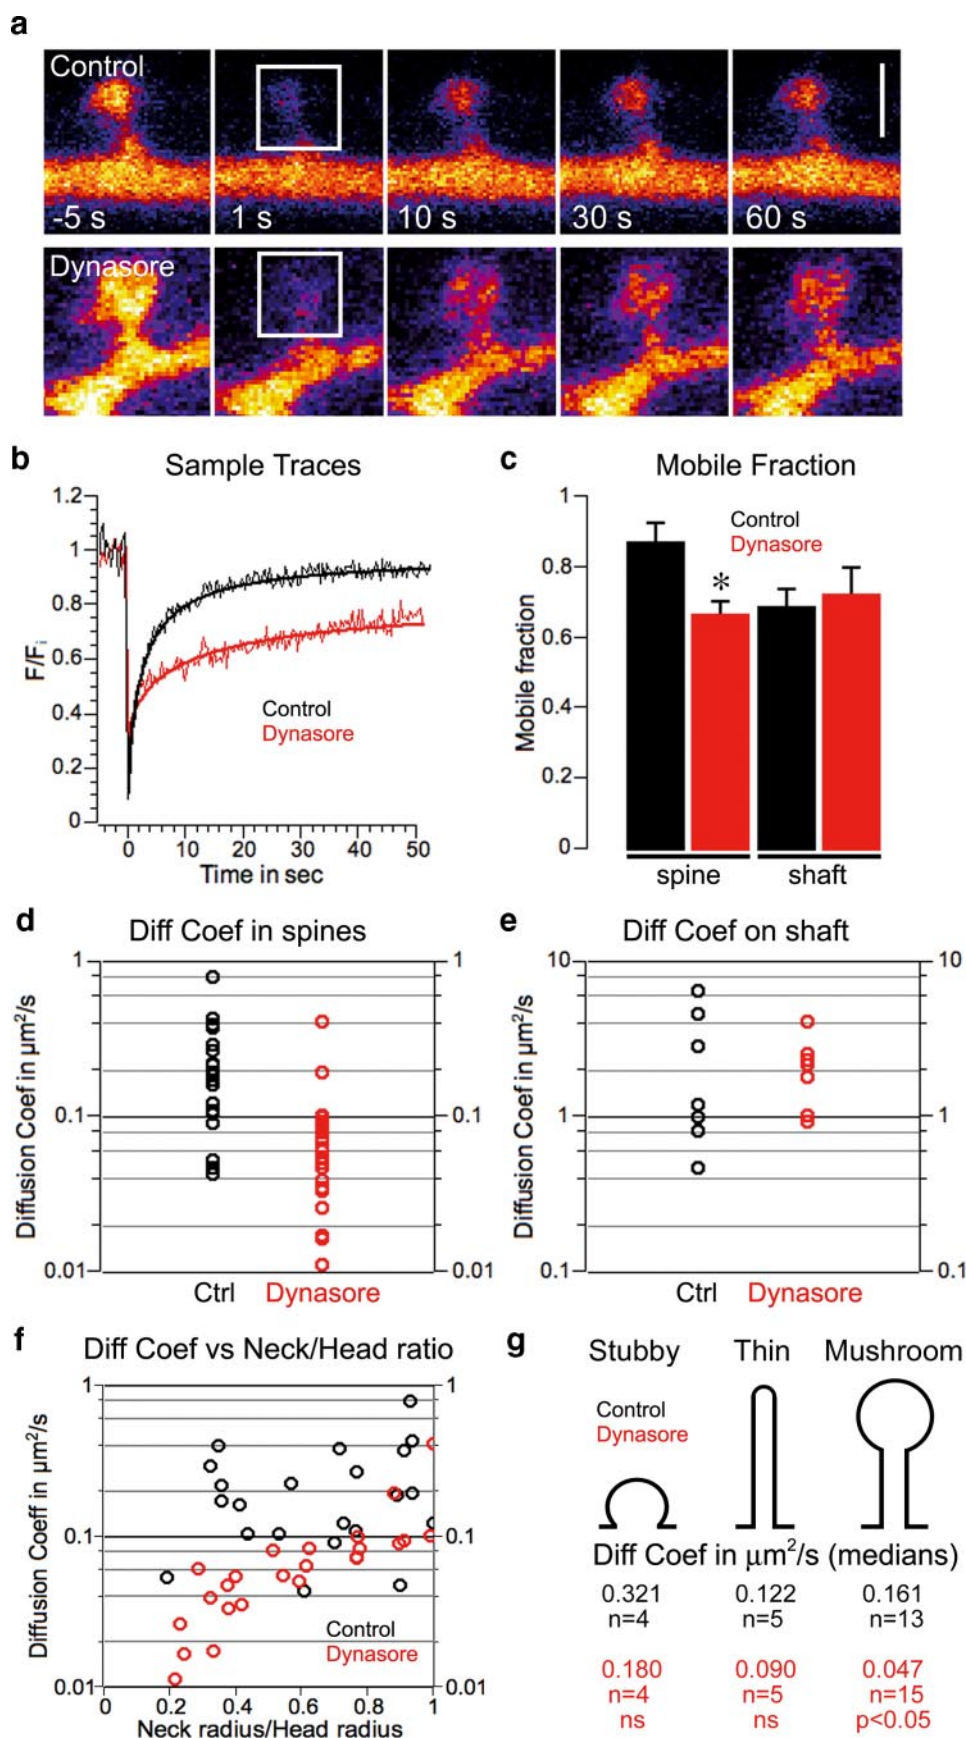 a
Control
-5 s 1 s 10 s 30 s 60 s
Dynasore
b Sample Traces
1.2
1
0.8
0.6
0.4
0.2
0
F/Fi
Control
Dynasore
0 10 20 30 40 50
Time in sec
c Mobile Fraction
1
0.8
0.6
0.4
0.2
0
Mobile fraction
Control
Dynasore
*
spine shaft
d Diff Coef in spines
Diffusion Coef in µm²/s
1 1
0.1 0.1
0.01 0.01
Ctrl Dynasore
e Diff Coef on shaft
Diffusion Coef in µm²/s
10 10
1 1
0.1 0.1
Ctrl Dynasore
f Diff Coef vs Neck/Head ratio
Diffusion Coeff in µm²/s
1 1
0.1 0.1
0.01 0.01
Control
Dynasore
0 0.2 0.4 0.6 0.8 1
Neck radius/Head radius
g
Stubby Thin Mushroom
Control
Dynasore
Diff Coef in µm²/s (medians)
0.321 0.122 0.161
n=4 n=5 n=13
0.180 0.090 0.047
n=4 n=5 n=15
ns ns p<0.05